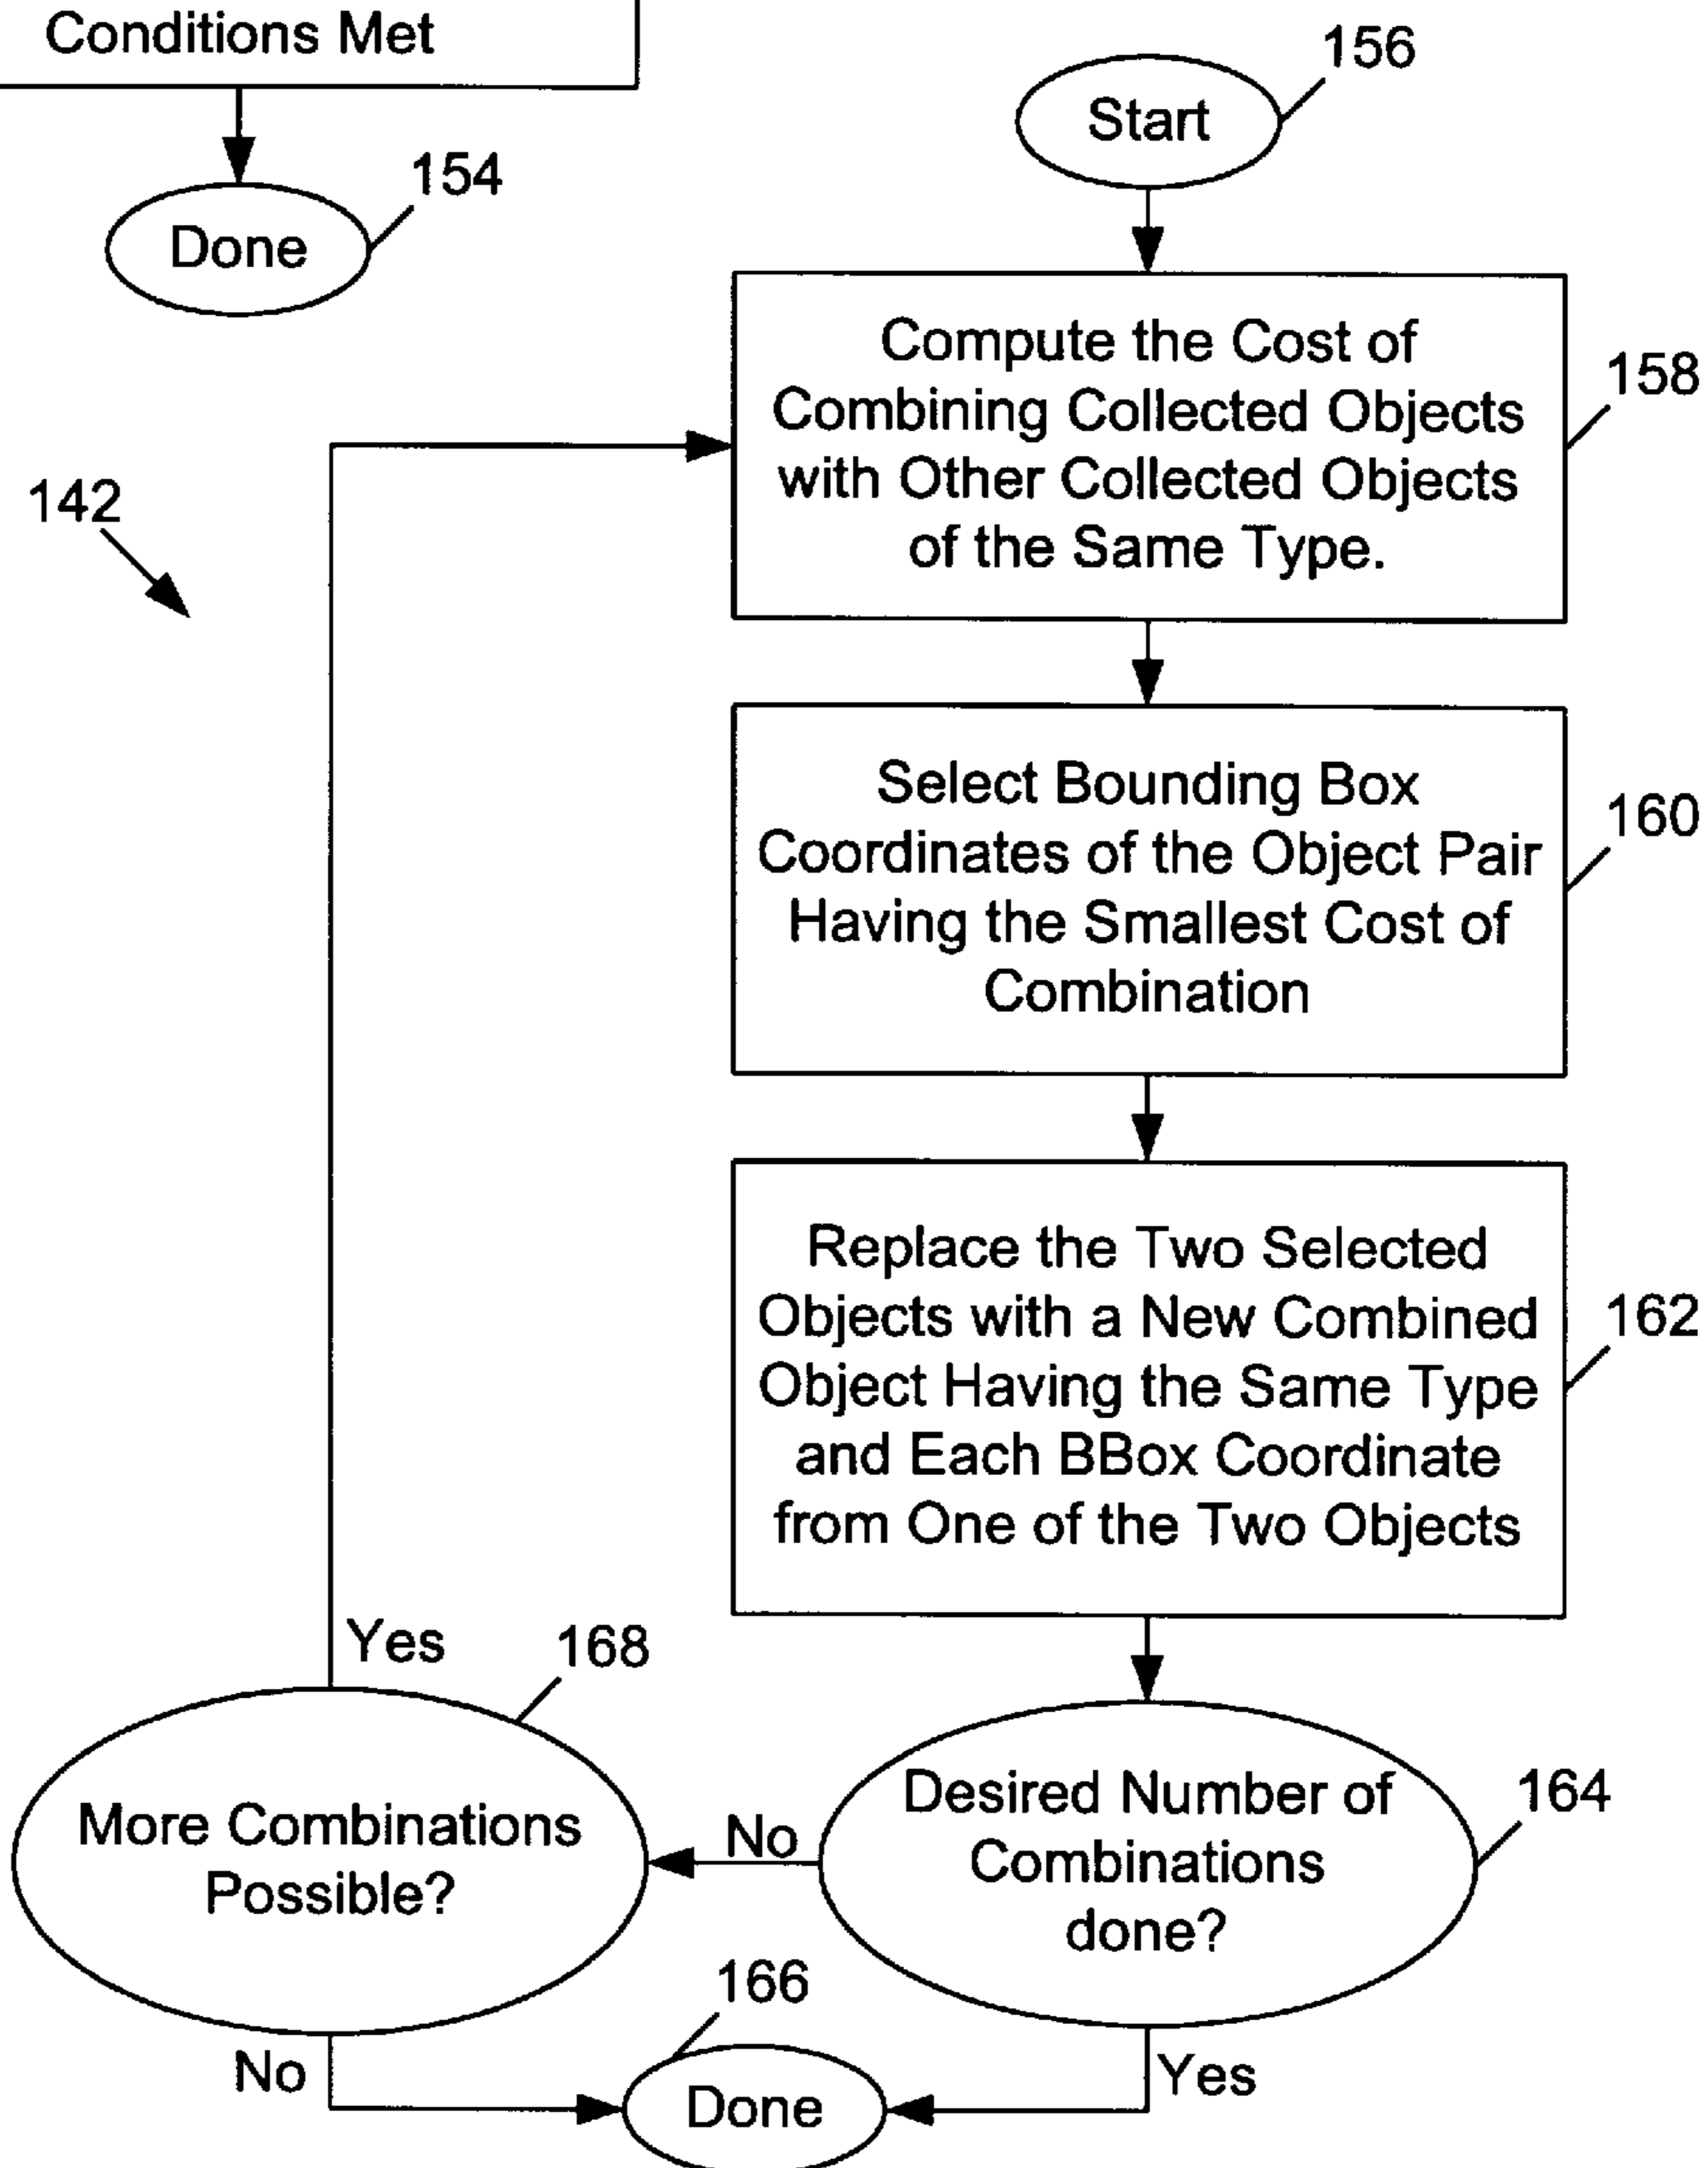 Conditions Met
154
Done
156
Start
142
158
Compute the Cost of
Combining Collected Objects
with Other Collected Objects
of the Same Type.
160
Select Bounding Box
Coordinates of the Object Pair
Having the Smallest Cost of
Combination
162
Replace the Two Selected
Objects with a New Combined
Object Having the Same Type
and Each BBox Coordinate
from One of the Two Objects
164
Desired Number of
Combinations
done?
No
Yes
168
More Combinations
Possible?
Yes
No
166
Done